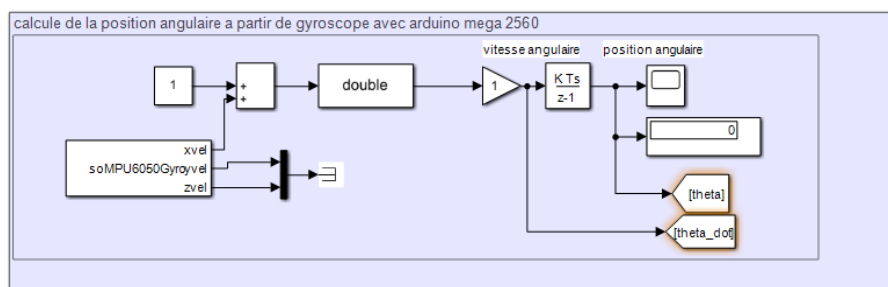 calcule de la position angulaire a partir de gyroscope avec arduino mega 2560
vitesse angulaire
position angulaire
1
+
+
double
1
K Ts
z-1
0
xvel
soMPU6050Gyroyvel
zvel
[theta]
[theta_dot]